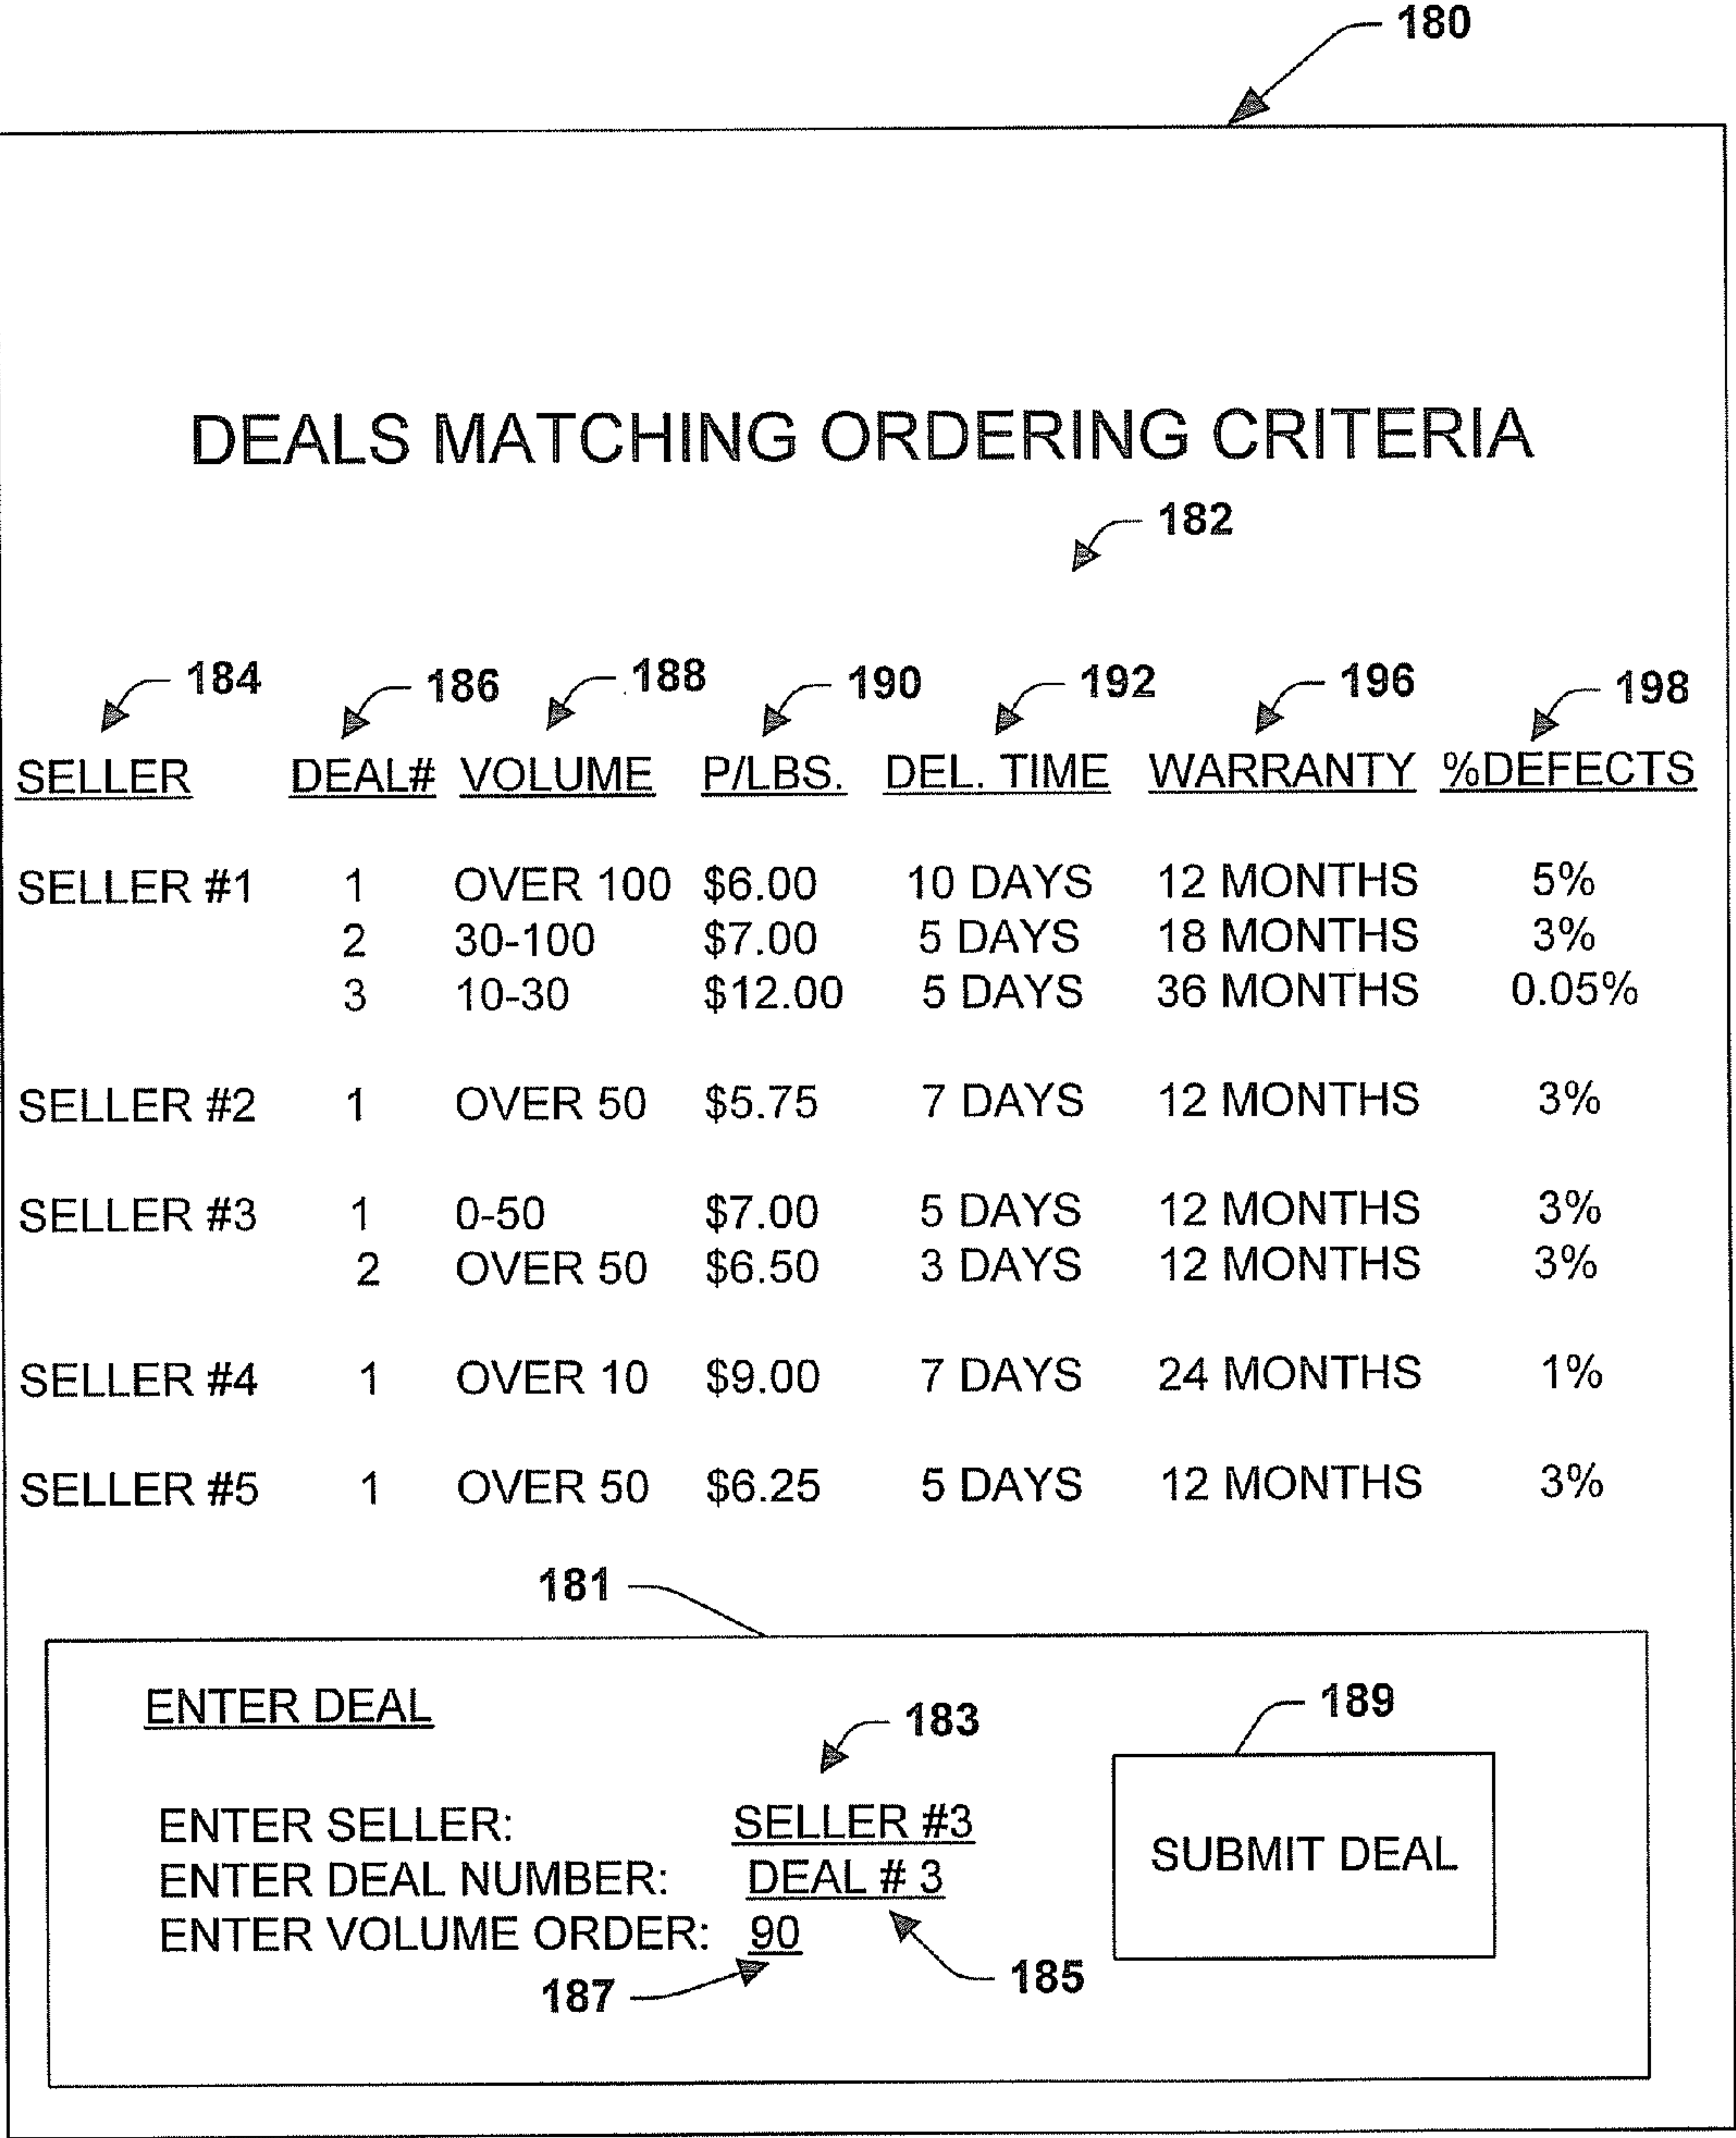 180
DEALS MATCHING ORDERING CRITERIA
182
184 186 188 190 192 196 198
SELLER DEAL# VOLUME P/LBS. DEL. TIME WARRANTY %DEFECTS
SELLER #1 1 OVER 100 $6.00 10 DAYS 12 MONTHS 5%
2 30-100 $7.00 5 DAYS 18 MONTHS 3%
3 10-30 $12.00 5 DAYS 36 MONTHS 0.05%
SELLER #2 1 OVER 50 $5.75 7 DAYS 12 MONTHS 3%
SELLER #3 1 0-50 $7.00 5 DAYS 12 MONTHS 3%
2 OVER 50 $6.50 3 DAYS 12 MONTHS 3%
SELLER #4 1 OVER 10 $9.00 7 DAYS 24 MONTHS 1%
SELLER #5 1 OVER 50 $6.25 5 DAYS 12 MONTHS 3%
181
ENTER DEAL
183
189
ENTER SELLER: SELLER #3
ENTER DEAL NUMBER: DEAL # 3
ENTER VOLUME ORDER: 90
SUBMIT DEAL
187
185